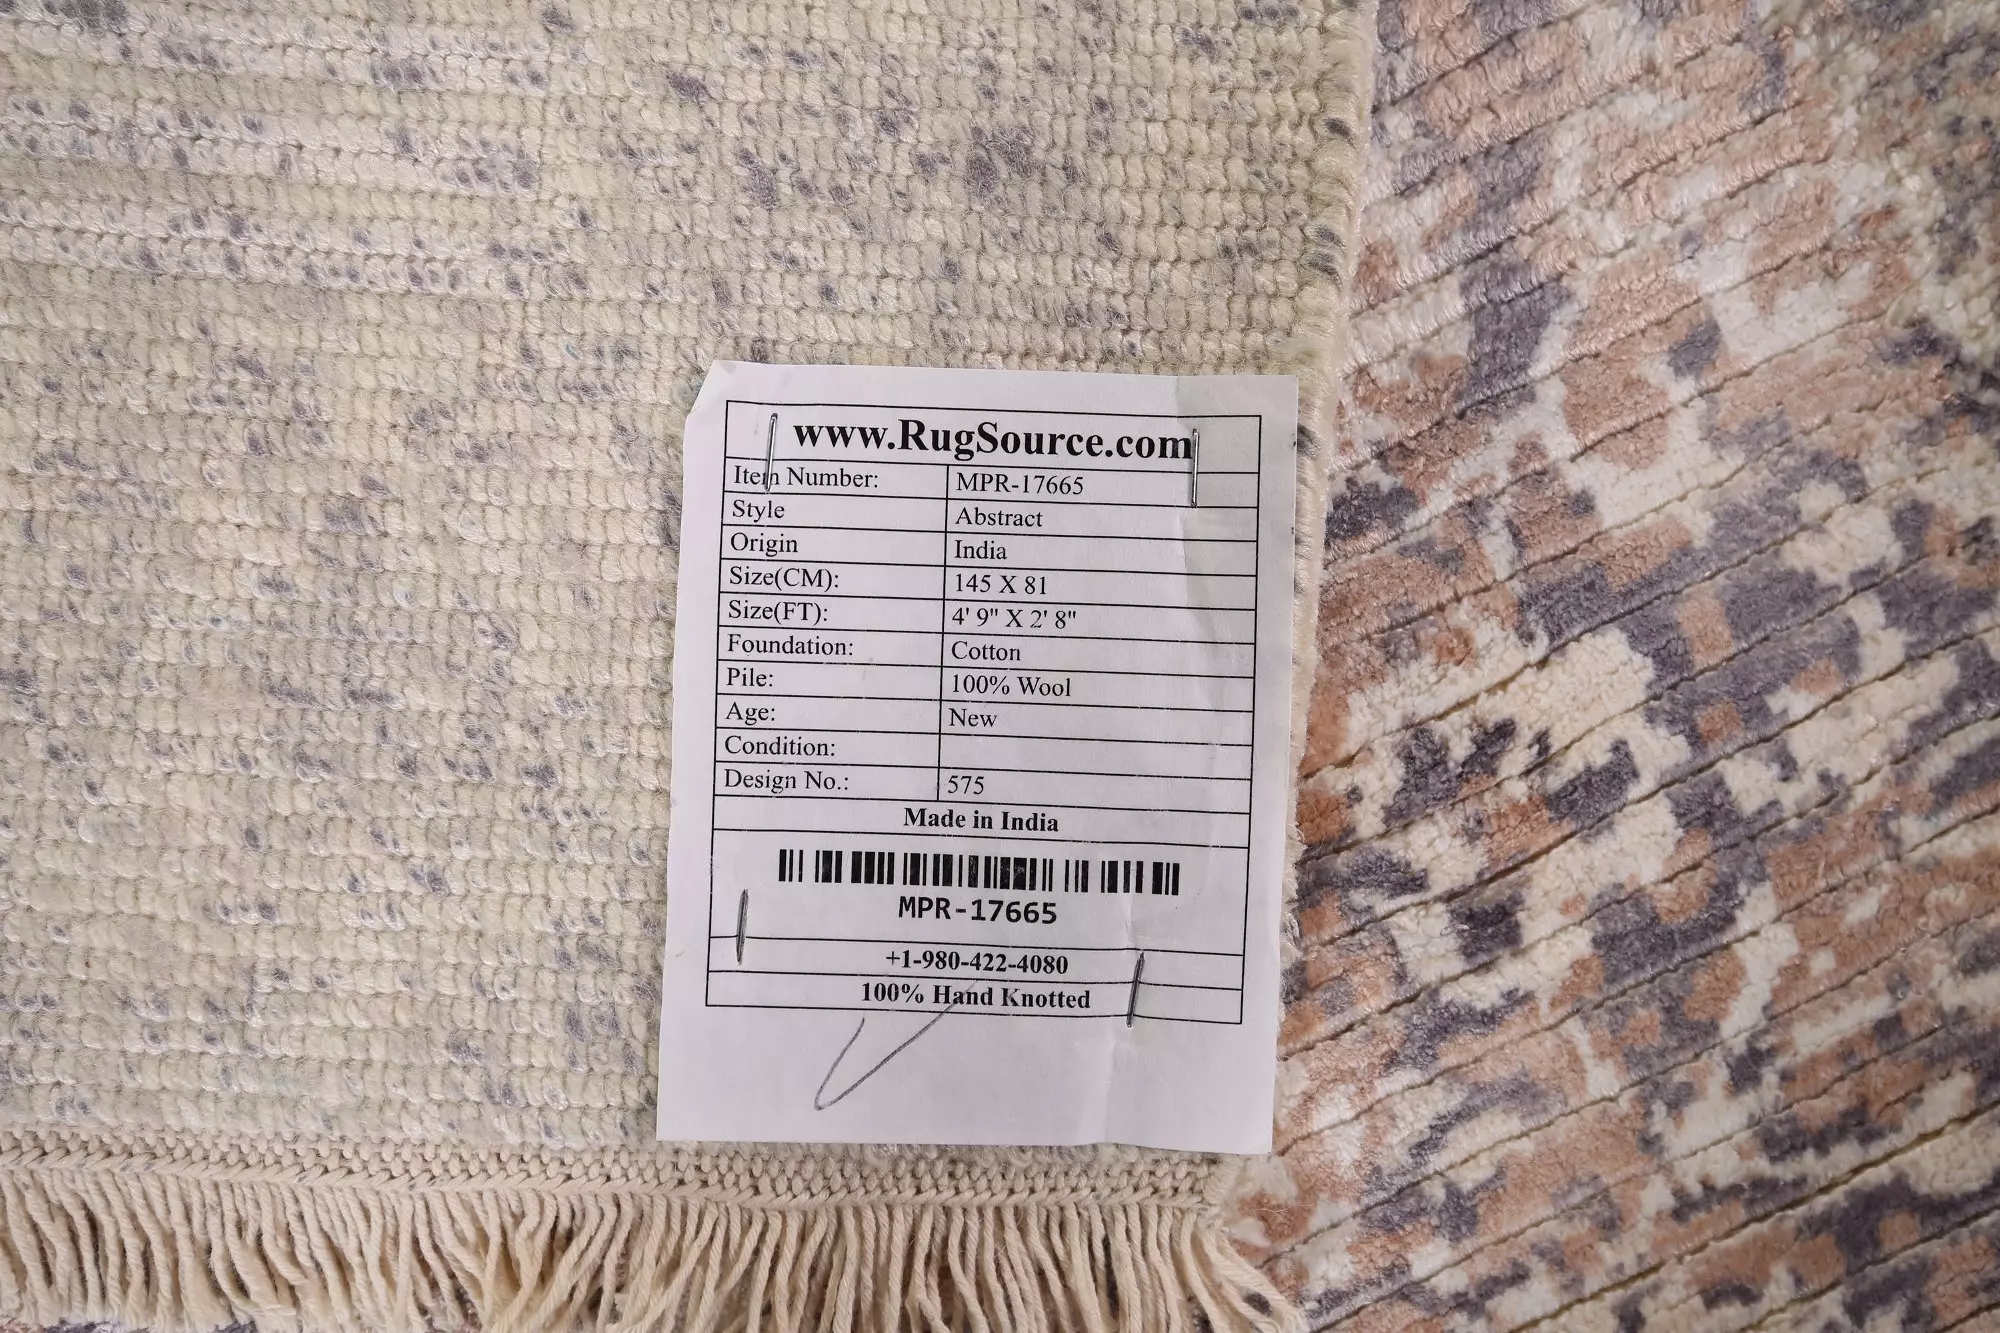 www.RugSource.com
Item Number: MPR-17665
Style Abstract
Origin India
Size(CM): 145 X 81
Size(FT): 4' 9" X 2' 8"
Foundation: Cotton
Pile: 100% Wool
Age: New
Condition:
Design No.: 575
Made in India
MPR-17665
+1-980-422-4080
100% Hand Knotted